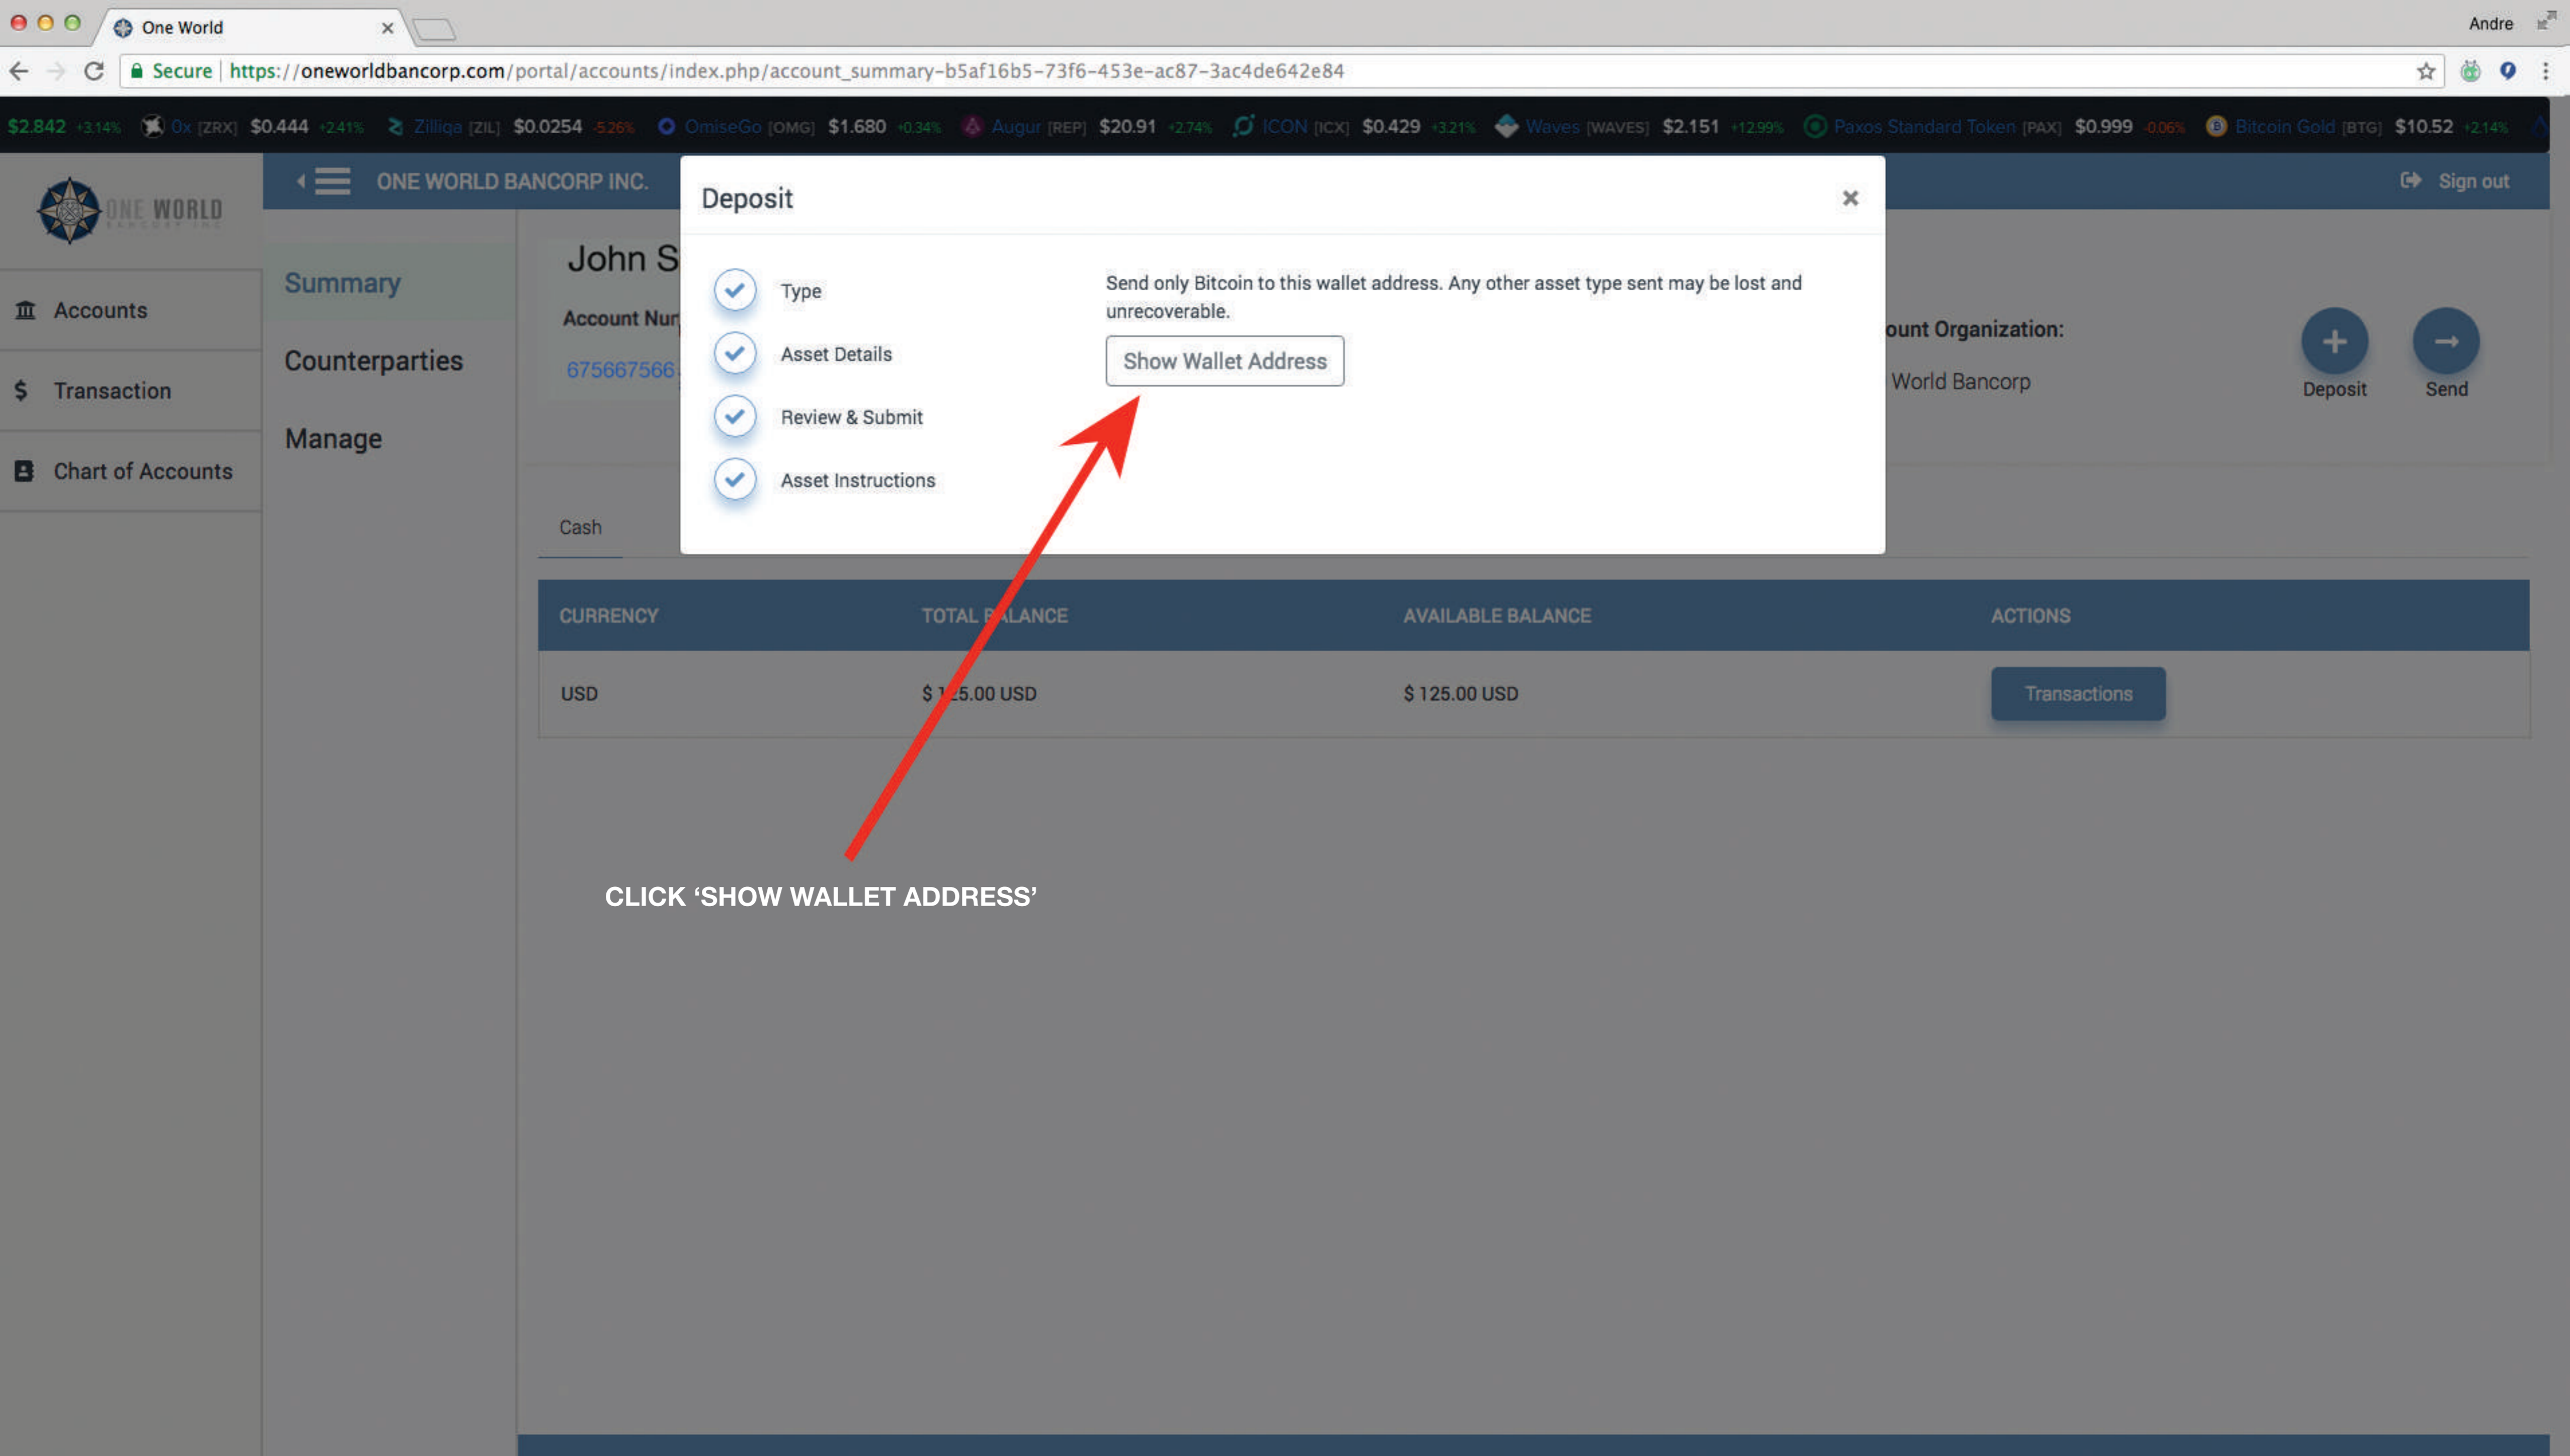 One World
Andre
Secure https://oneworldbancorp.com/portal/accounts/index.php/account_summary-b5af16b5-73f6-453e-ac87-3ac4de642e84
$2.842 +3.14% 0x [ZRX] $0.444 +2.41% Zilliqa [ZIL] $0.0254 -5.26% OmiseGo [OMG] $1.680 +0.34% Augur [REP] $20.91 +2.74% ICON [ICX] $0.429 +3.21% Waves [WAVES] $2.151 +12.99% Paxos Standard Token [PAX] $0.999 -0.06% Bitcoin Gold [BTG] $10.52 +2.14%
ONE WORLD
BANCORP INC
ONE WORLD BANCORP INC.
Sign out
Accounts
Transaction
Chart of Accounts
Summary
Counterparties
Manage
John S
Account Nur
675667566
Deposit
Type
Asset Details
Review & Submit
Asset Instructions
Send only Bitcoin to this wallet address. Any other asset type sent may be lost and
unrecoverable.
Show Wallet Address
ount Organization:
World Bancorp
Deposit
Send
Cash
CURRENCY TOTAL BALANCE AVAILABLE BALANCE ACTIONS
USD $ 125.00 USD $ 125.00 USD Transactions
CLICK ‘SHOW WALLET ADDRESS’